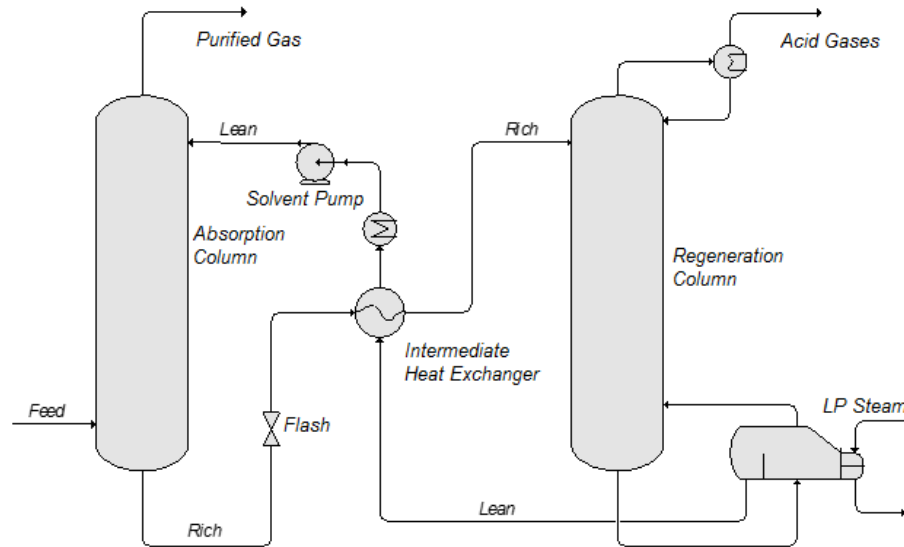 Purified Gas
Acid Gases
Lean
Rich
Solvent Pump
Absorption
Column
Regeneration
Column
Intermediate
Heat Exchanger
Feed
Flash
LP Steam
Lean
Rich